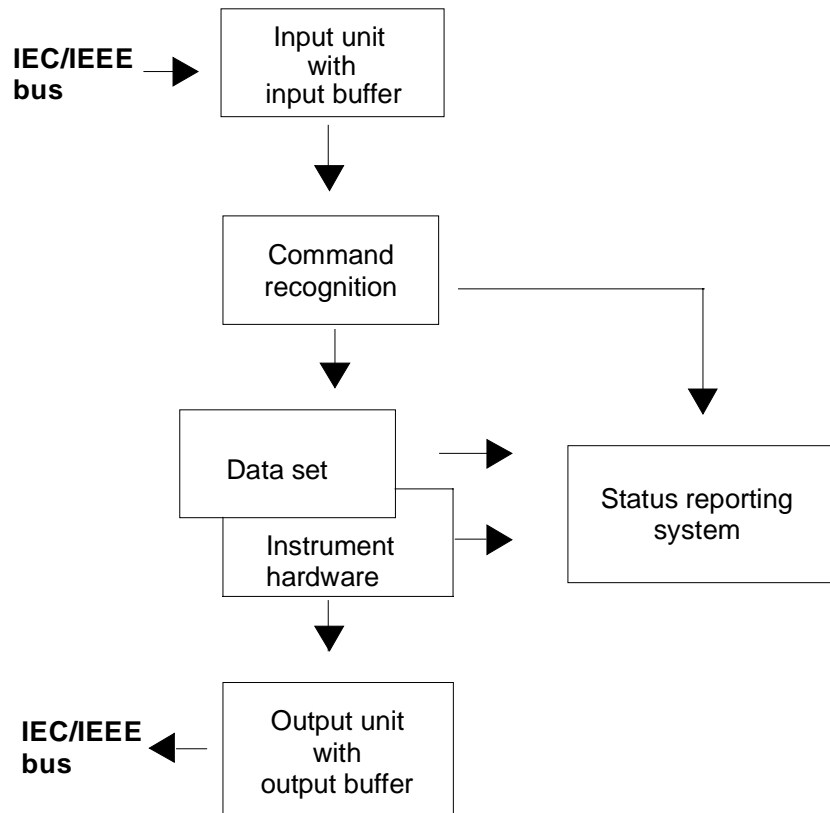 IEC/IEEE
bus
Input unit
with
input buffer
Command
recognition
Data set
Instrument
hardware
Status reporting
system
IEC/IEEE
bus
Output unit
with
output buffer